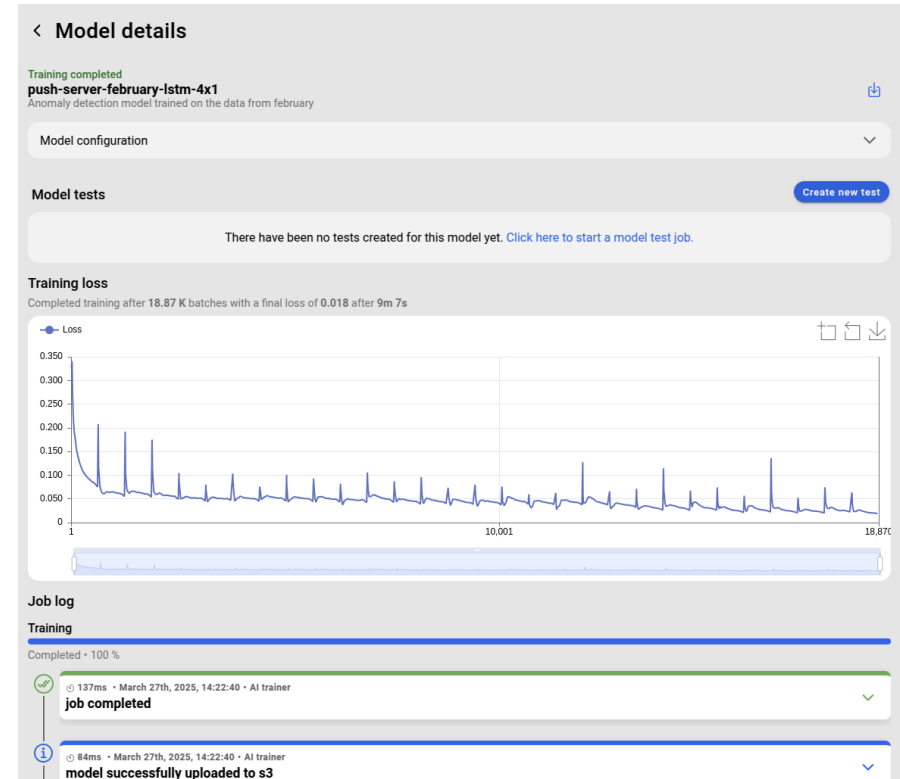 Model details
Training completed
push-server-february-lstm-4x1
Anomaly detection model trained on the data from february
Model configuration
Model tests
Create new test
There have been no tests created for this model yet. Click here to start a model test job.
Training loss
Completed training after 18.87 K batches with a final loss of 0.018 after 9m 7s
Loss
0.350
0.300
0.250
0.200
0.150
0.100
0.050
0
1
10,001
18,870
Job log
Training
Completed • 100 %
137ms • March 27th, 2025, 14:22:40 • AI trainer
job completed
84ms • March 27th, 2025, 14:22:40 • AI trainer
model successfully uploaded to s3